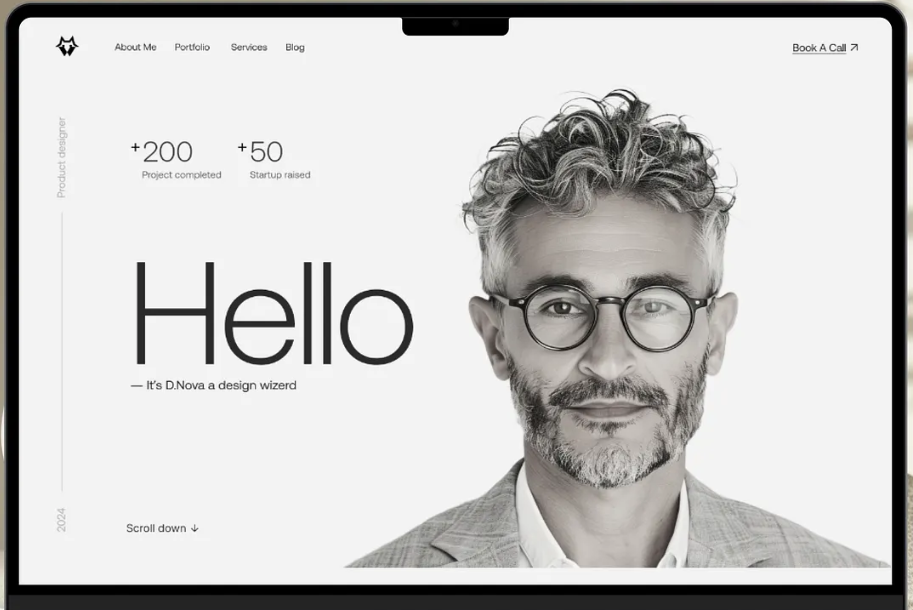 About Me Portfolio Services Blog
Book A Call ↗
Product designer
+200 +50
Project completed Startup raised
Hello
— It's D.Nova a design wizerd
2024
Scroll down ↓